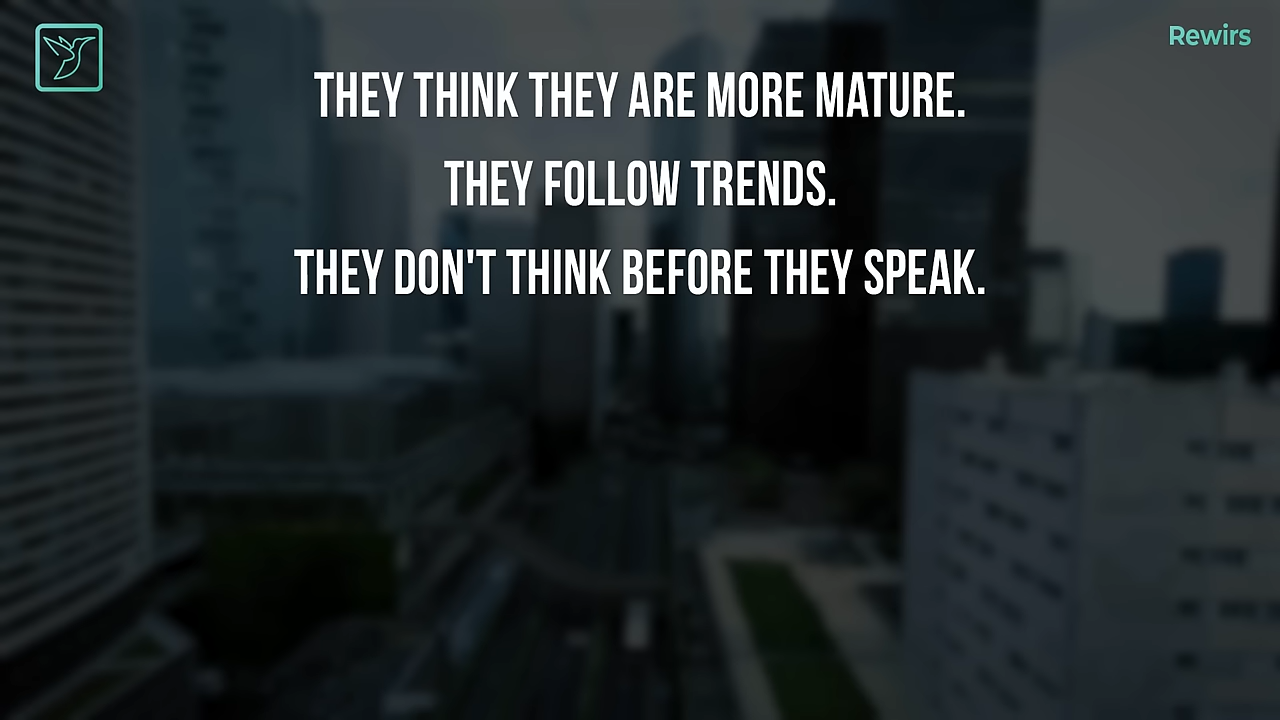 Rewirs
THEY THINK THEY ARE MORE MATURE.
THEY FOLLOW TRENDS.
THEY DON'T THINK BEFORE THEY SPEAK.